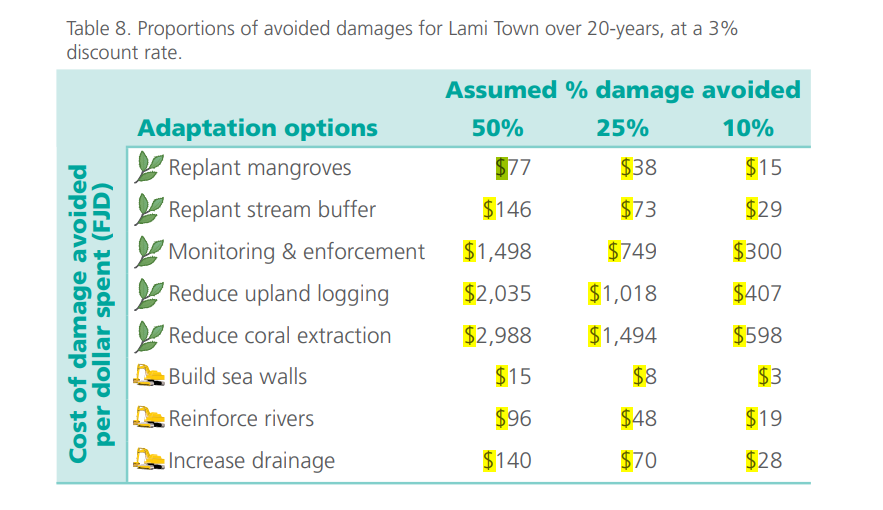 Table 8. Proportions of avoided damages for Lami Town over 20-years, at a 3%
discount rate.
Assumed % damage avoided
Adaptation options 50% 25% 10%
Cost of damage avoided
per dollar spent (FJD)
Replant mangroves $77 $38 $15
Replant stream buffer $146 $73 $29
Monitoring & enforcement $1,498 $749 $300
Reduce upland logging $2,035 $1,018 $407
Reduce coral extraction $2,988 $1,494 $598
Build sea walls $15 $8 $3
Reinforce rivers $96 $48 $19
Increase drainage $140 $70 $28